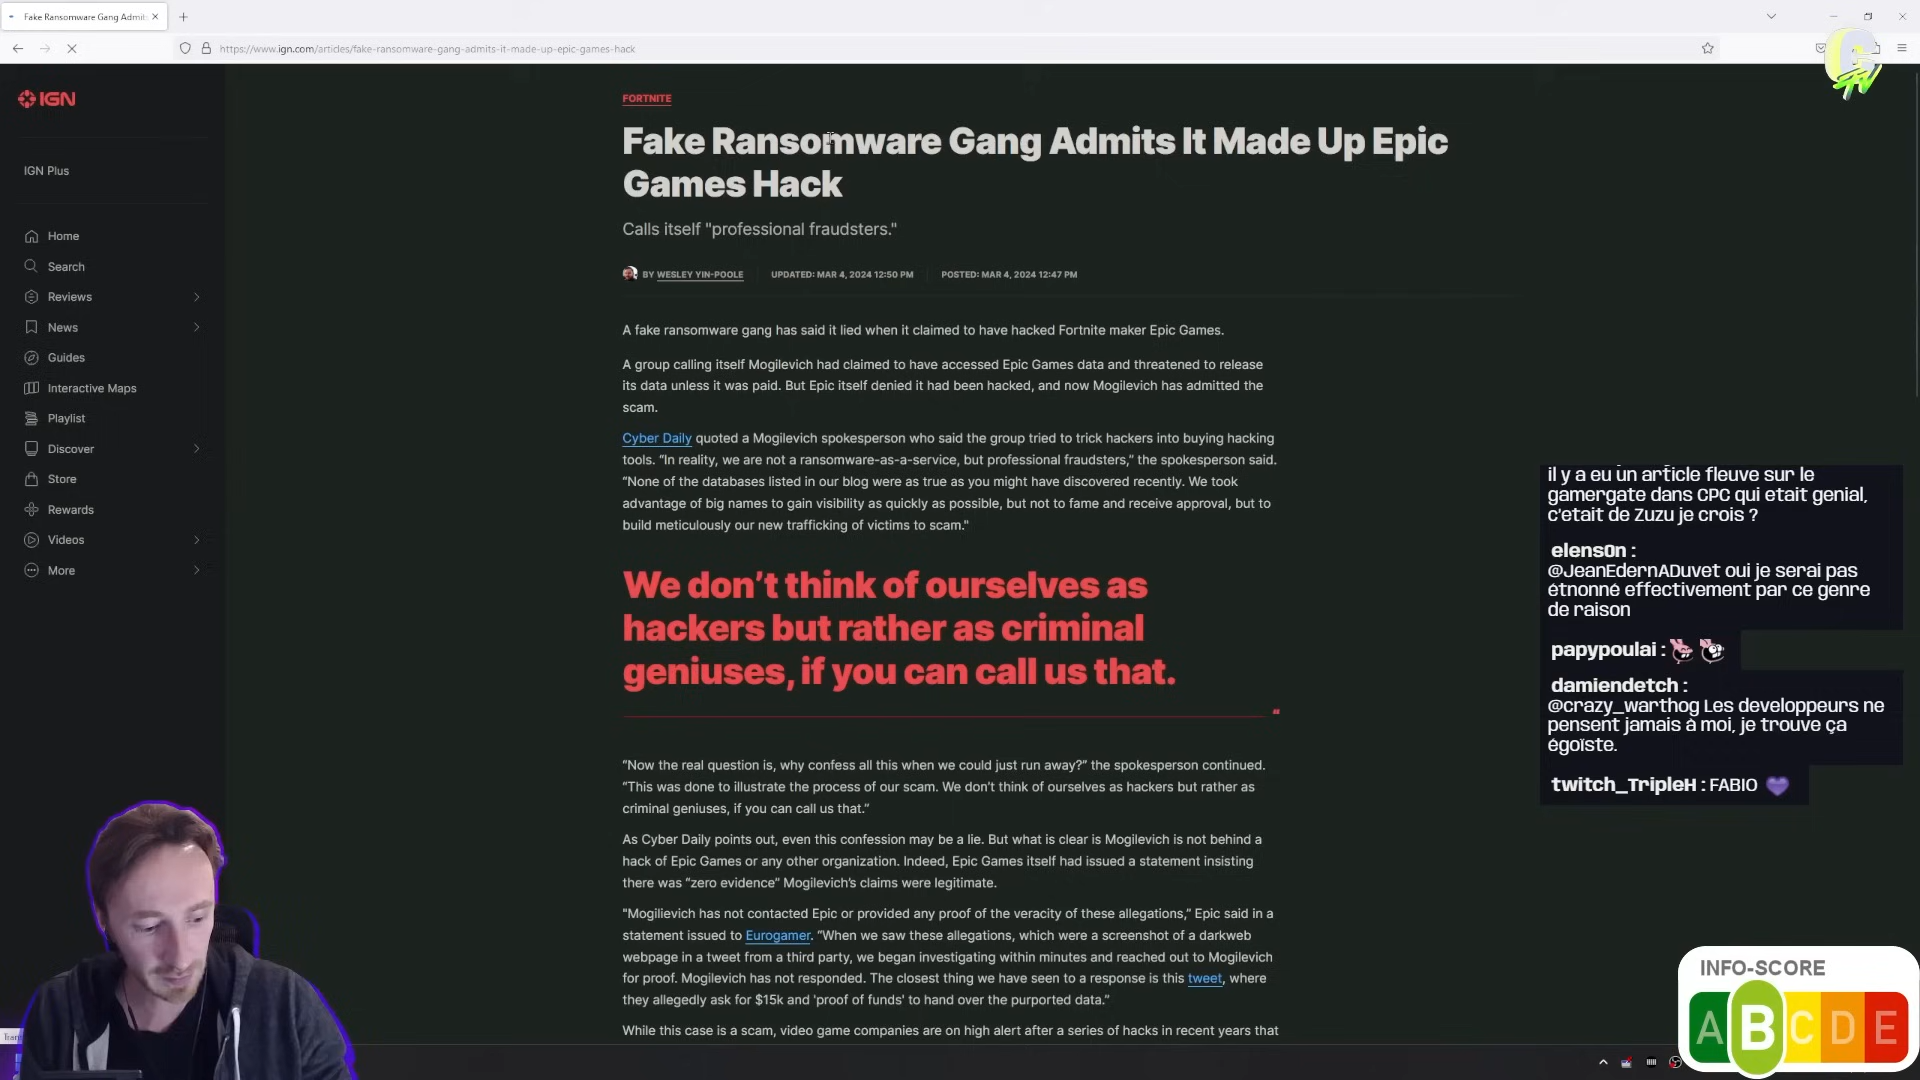 Fake Ransomware Gang Admits
https://www.ign.com/articles/fake-ransomware-gang-admits-it-made-up-epic-games-hack
IGN
IGN Plus
Home
Search
Reviews
News
Guides
Interactive Maps
Playlist
Discover
Store
Rewards
Videos
More
FORTNITE
Fake Ransomware Gang Admits It Made Up Epic
Games Hack
Calls itself "professional fraudsters."
BY WESLEY YIN-POOLE UPDATED: MAR 4, 2024 12:50 PM POSTED: MAR 4, 2024 12:47 PM
A fake ransomware gang has said it lied when it claimed to have hacked Fortnite maker Epic Games.
A group calling itself Mogilevich had claimed to have accessed Epic Games data and threatened to release
its data unless it was paid. But Epic itself denied it had been hacked, and now Mogilevich has admitted the
scam.
Cyber Daily quoted a Mogilevich spokesperson who said the group tried to trick hackers into buying hacking
tools. “In reality, we are not a ransomware-as-a-service, but professional fraudsters,” the spokesperson said.
“None of the databases listed in our blog were as true as you might have discovered recently. We took
advantage of big names to gain visibility as quickly as possible, but not to fame and receive approval, but to
build meticulously our new trafficking of victims to scam."
We don’t think of ourselves as
hackers but rather as criminal
geniuses, if you can call us that.
“Now the real question is, why confess all this when we could just run away?” the spokesperson continued.
“This was done to illustrate the process of our scam. We don’t think of ourselves as hackers but rather as
criminal geniuses, if you can call us that.”
As Cyber Daily points out, even this confession may be a lie. But what is clear is Mogilevich is not behind a
hack of Epic Games or any other organization. Indeed, Epic Games itself had issued a statement insisting
there was “zero evidence” Mogilevich’s claims were legitimate.
"Mogilievich has not contacted Epic or provided any proof of the veracity of these allegations,” Epic said in a
statement issued to Eurogamer. “When we saw these allegations, which were a screenshot of a darkweb
webpage in a tweet from a third party, we began investigating within minutes and reached out to Mogilevich
for proof. Mogilevich has not responded. The closest thing we have seen to a response is this tweet, where
they allegedly ask for $15k and 'proof of funds' to hand over the purported data.”
While this case is a scam, video game companies are on high alert after a series of hacks in recent years that
il y a eu un article fleuve sur le
gamergate dans CPC qui etait genial,
c'etait de Zuzu je crois ?
elens0n :
@JeanEdernADuvet oui je serai pas
étnonné effectivement par ce genre
de raison
papypoulai :
damiendetch :
@crazy_warthog Les developpeurs ne
pensent jamais à moi, je trouve ça
égoïste.
twitch_TripleH : FABIO
INFO-SCORE
A B C D E